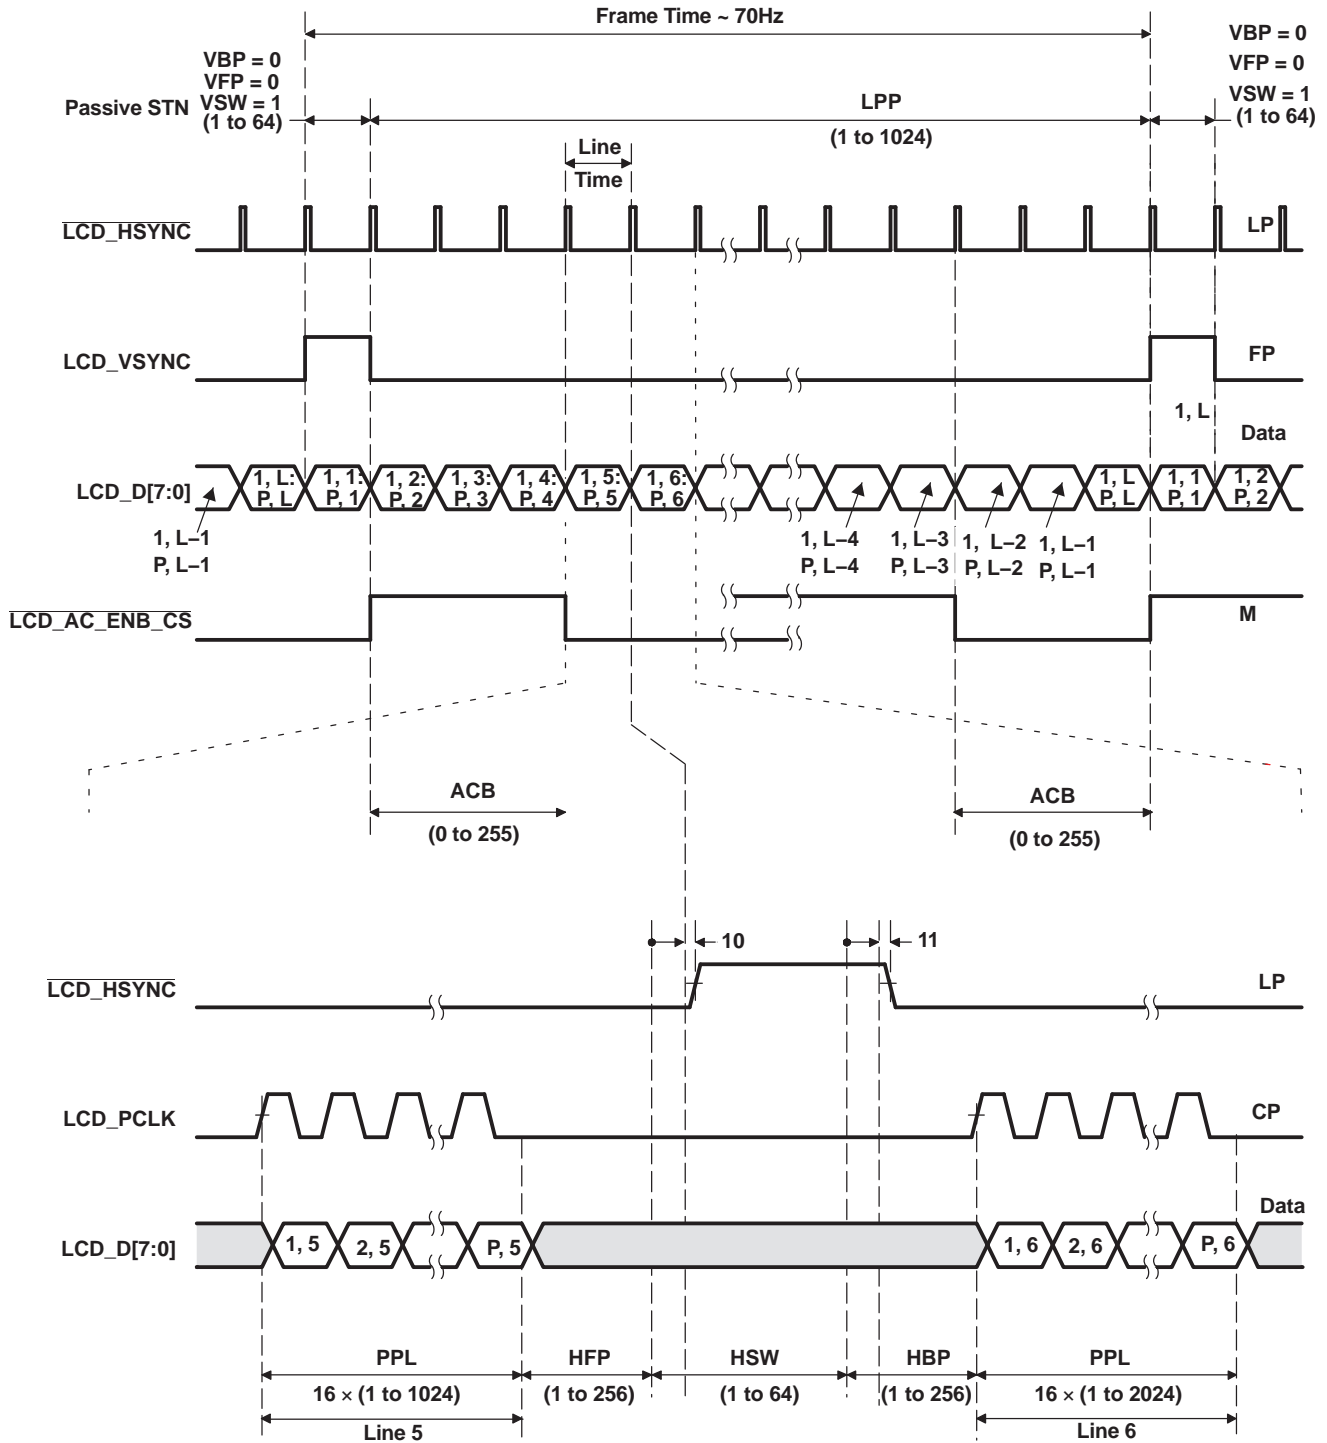 Frame Time ~ 70Hz
VBP = 0
VFP = 0
VSW = 1
(1 to 64)
VBP = 0
VFP = 0
VSW = 1
(1 to 64)
Passive STN
LPP
(1 to 1024)
Line
Time
LCD_HSYNC
LP
LCD_VSYNC
FP
1, L
Data
LCD_D[7:0]
1, L: 1, 1: 1, 2: 1, 3: 1, 4: 1, 5: 1, 6: 1, L 1, 1 1, 2
P, L P, 1 P, 2 P, 3 P, 4 P, 5 P, 6 P, L P, 1 P, 2
1, L–1 1, L–4 1, L–3 1, L–2 1, L–1
P, L–1 P, L–4 P, L–3 P, L–2 P, L–1
LCD_AC_ENB_CS
M
ACB
(0 to 255)
ACB
(0 to 255)
10
11
LCD_HSYNC
LP
LCD_PCLK
CP
Data
LCD_D[7:0]
1, 5 2, 5 P, 5 1, 6 2, 6 P, 6
PPL HFP HSW HBP PPL
16 × (1 to 1024) (1 to 256) (1 to 64) (1 to 256) 16 × (1 to 2024)
Line 5 Line 6